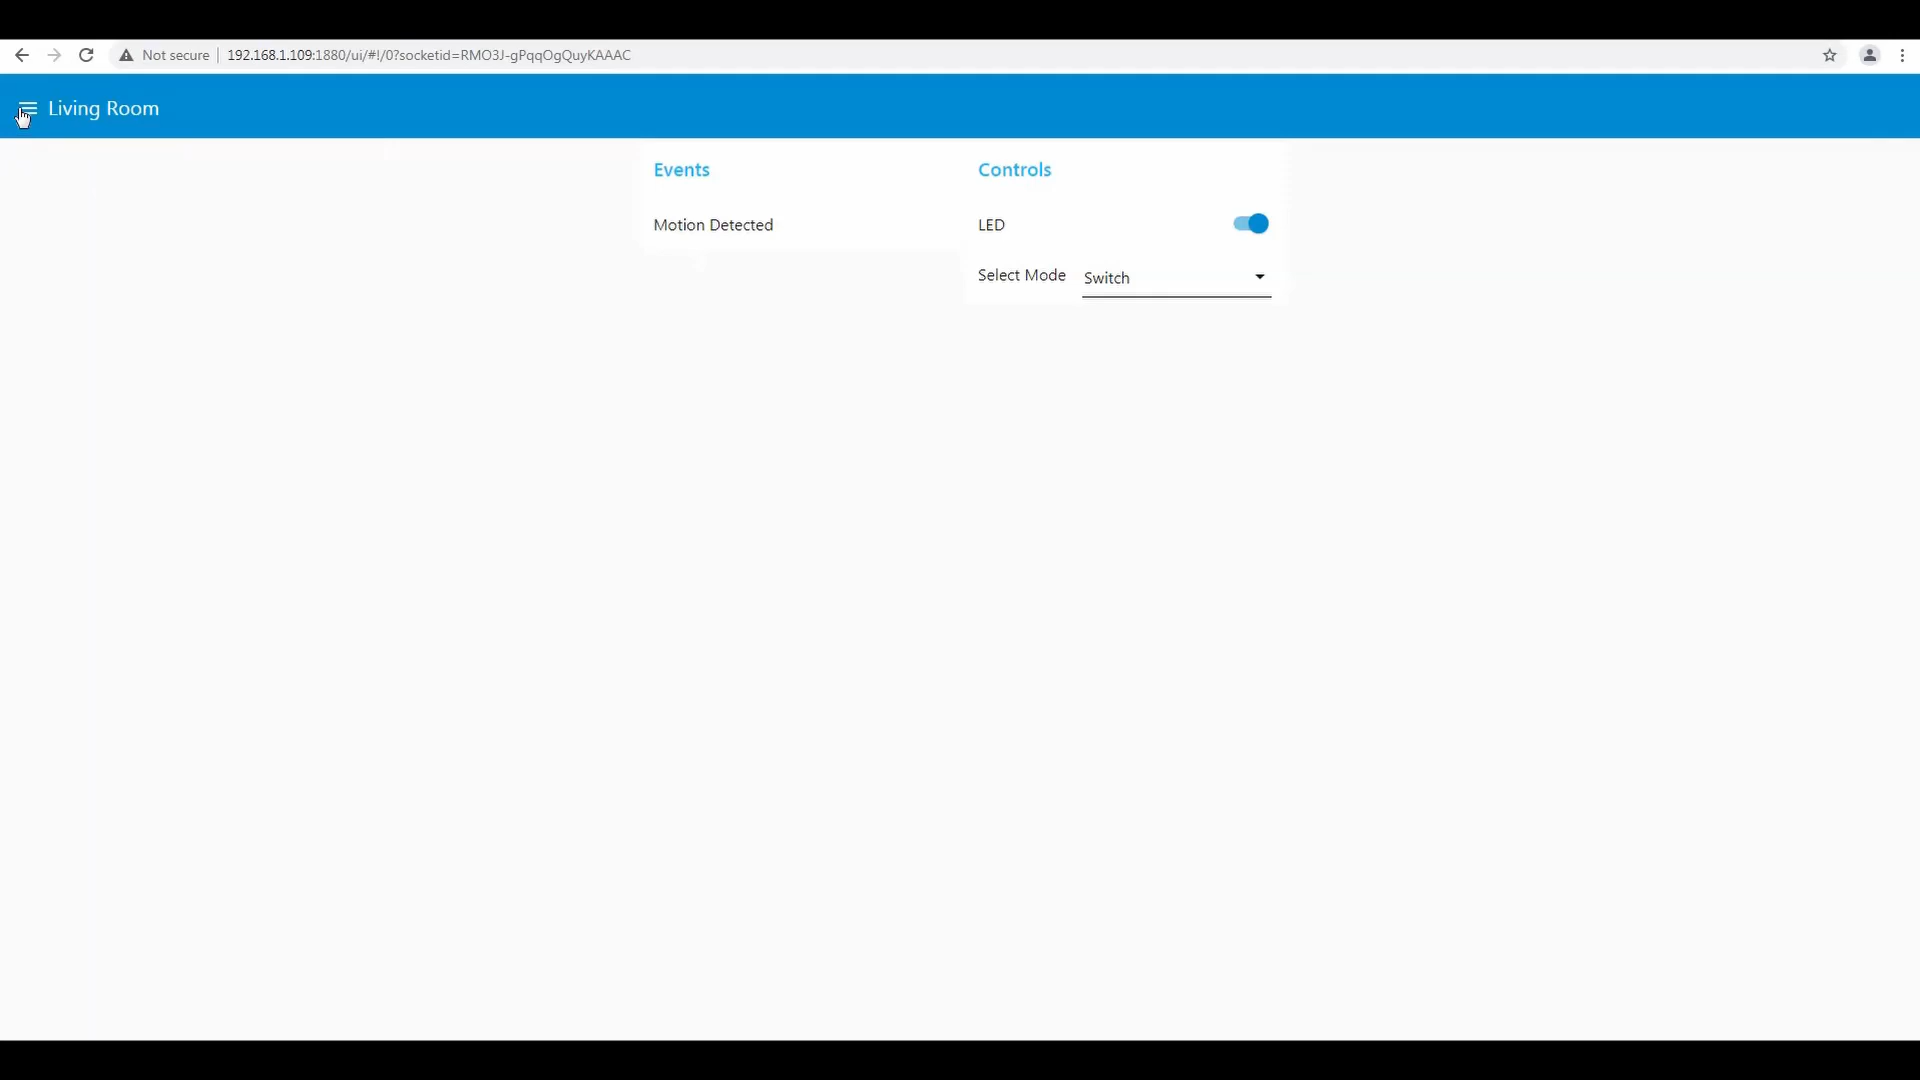 Not secure | 192.168.1.109:1880/ui/#!/0?socketid=RMO3J-gPqqOgQuyKAAAC
Living Room
Events
Motion Detected
Controls
LED
Select Mode Switch